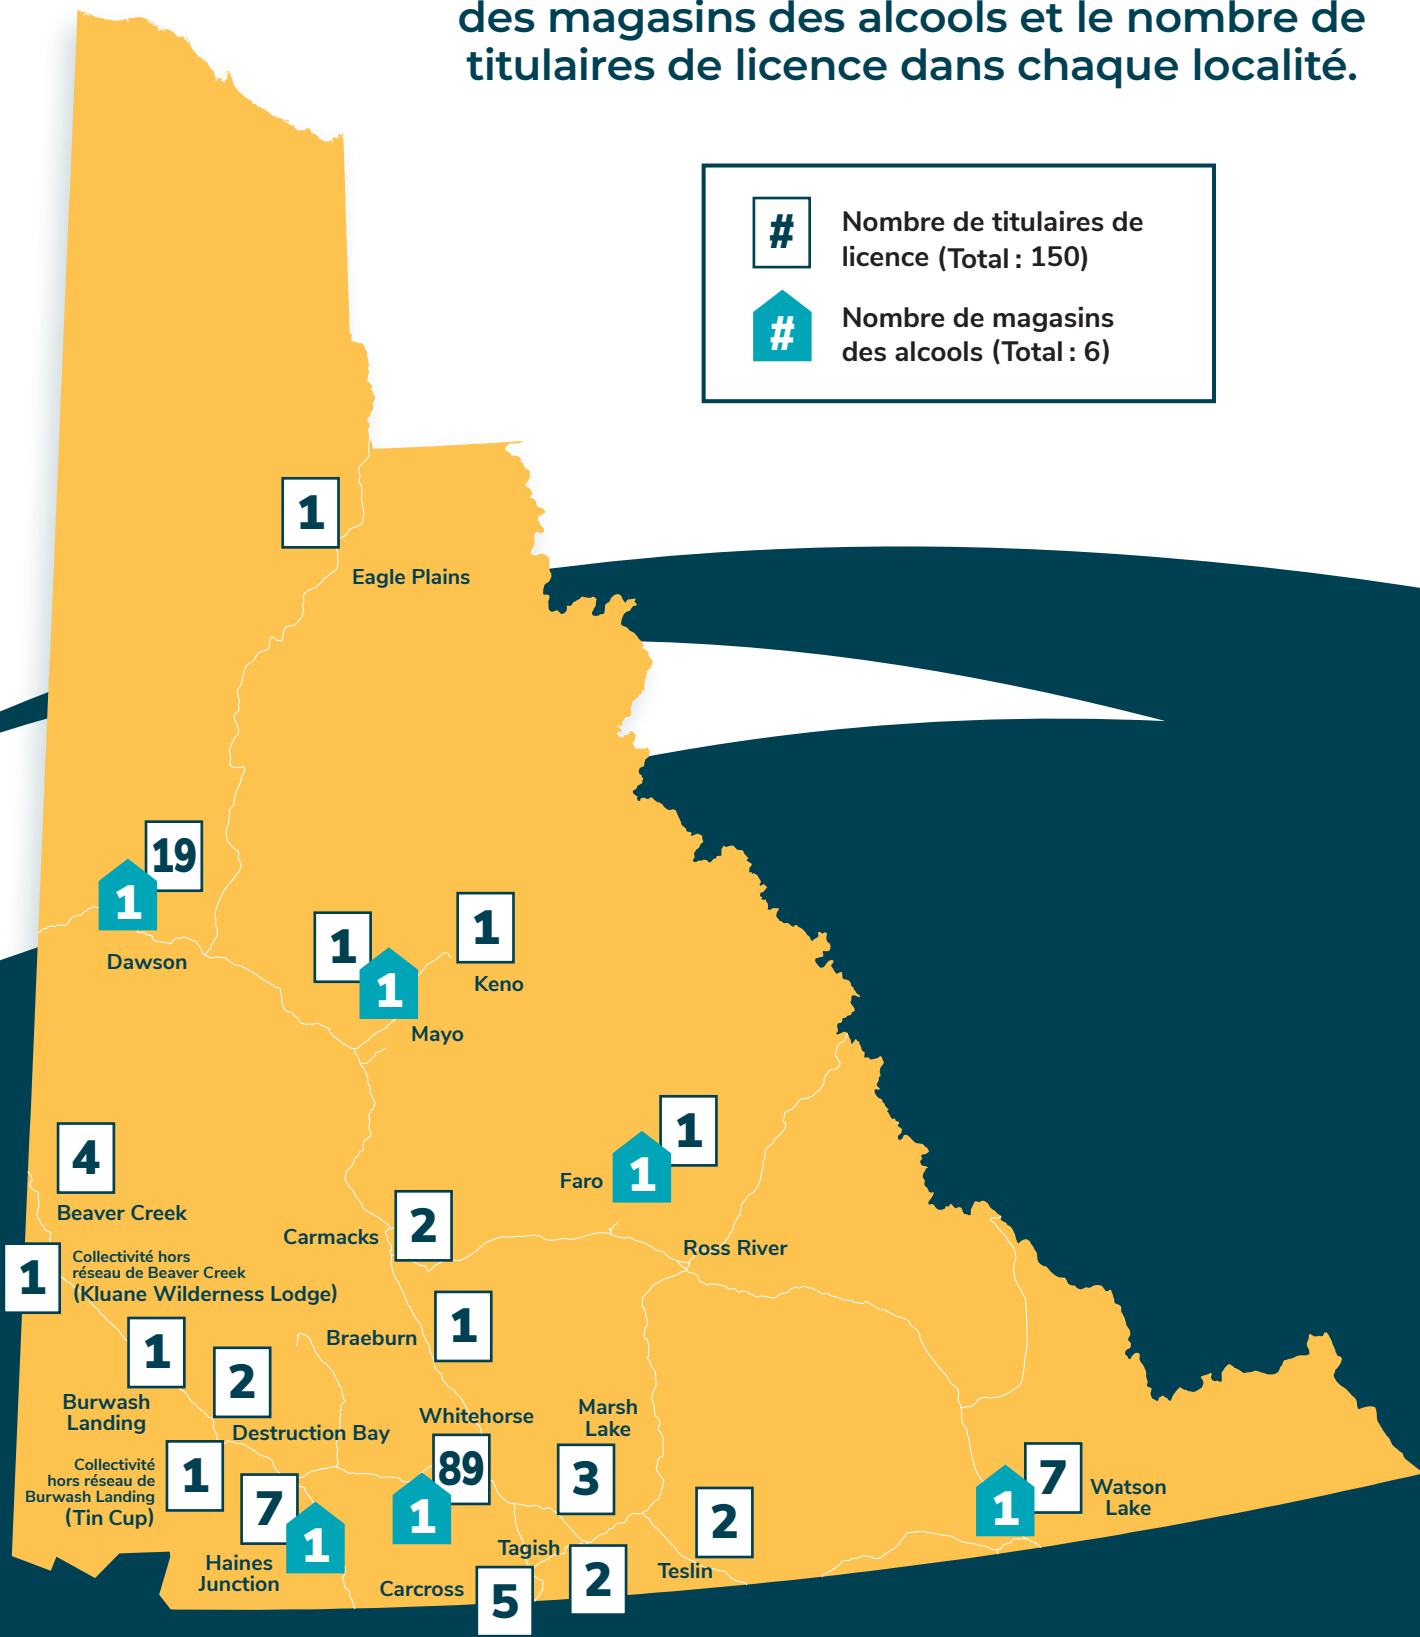 des magasins des alcools et le nombre de
titulaires de licence dans chaque localité.
#
Nombre de titulaires de
licence (Total : 150)
#
Nombre de magasins
des alcools (Total : 6)
1
Eagle Plains
19
1
Dawson
1
1
Mayo
1
Keno
4
Beaver Creek
1
1
Faro
2
Carmacks
Ross River
1
Collectivité hors
réseau de Beaver Creek
(Kluane Wilderness Lodge)
1
Braeburn
1
Burwash
Landing
2
Destruction Bay
Whitehorse
89
1
Marsh
Lake
3
Collectivité
hors réseau de
Burwash Landing
(Tin Cup)
1
7
1
Haines
Junction
7
1
Watson
Lake
2
Teslin
Tagish
2
Carcross
5